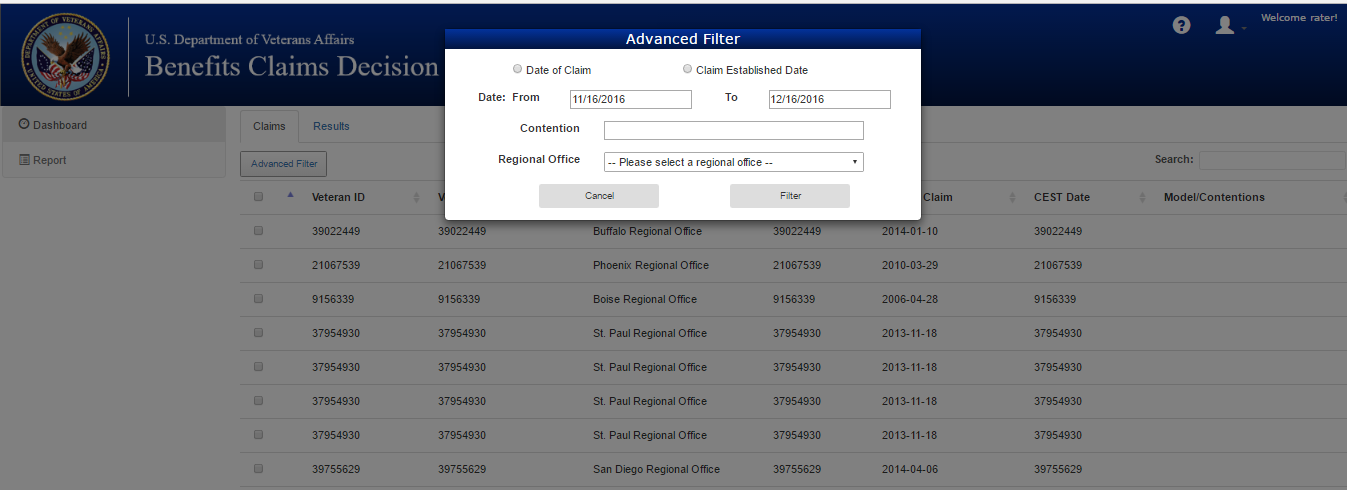 Welcome rater!
U.S. Department of Veterans Affairs
Benefits Claims Decision
Advanced Filter
Date of Claim Claim Established Date
Date: From 11/16/2016 To 12/16/2016
Contention
Regional Office -- Please select a regional office --
Cancel Filter
Dashboard
Report
Claims Results
Advanced Filter Search:
Veteran ID V Claim CEST Date Model/Contentions
39022449 39022449 Buffalo Regional Office 39022449 2014-01-10 39022449
21067539 21067539 Phoenix Regional Office 21067539 2010-03-29 21067539
9156339 9156339 Boise Regional Office 9156339 2006-04-28 9156339
37954930 37954930 St. Paul Regional Office 37954930 2013-11-18 37954930
37954930 37954930 St. Paul Regional Office 37954930 2013-11-18 37954930
37954930 37954930 St. Paul Regional Office 37954930 2013-11-18 37954930
37954930 37954930 St. Paul Regional Office 37954930 2013-11-18 37954930
39755629 39755629 San Diego Regional Office 39755629 2014-04-06 39755629